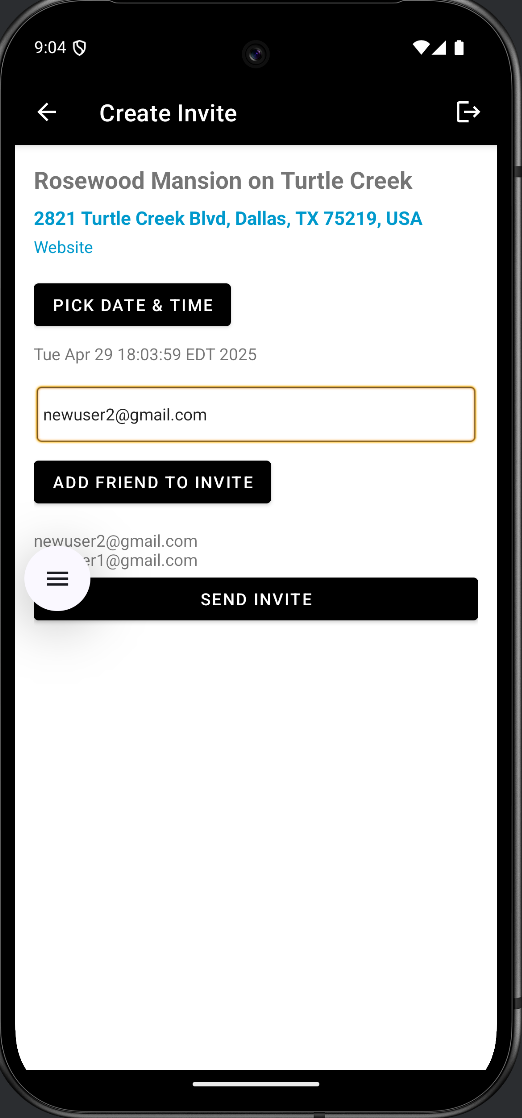 9:04
Create Invite
Rosewood Mansion on Turtle Creek
2821 Turtle Creek Blvd, Dallas, TX 75219, USA
Website
PICK DATE & TIME
Tue Apr 29 18:03:59 EDT 2025
newuser2@gmail.com
ADD FRIEND TO INVITE
newuser2@gmail.com
er1@gmail.com
SEND INVITE